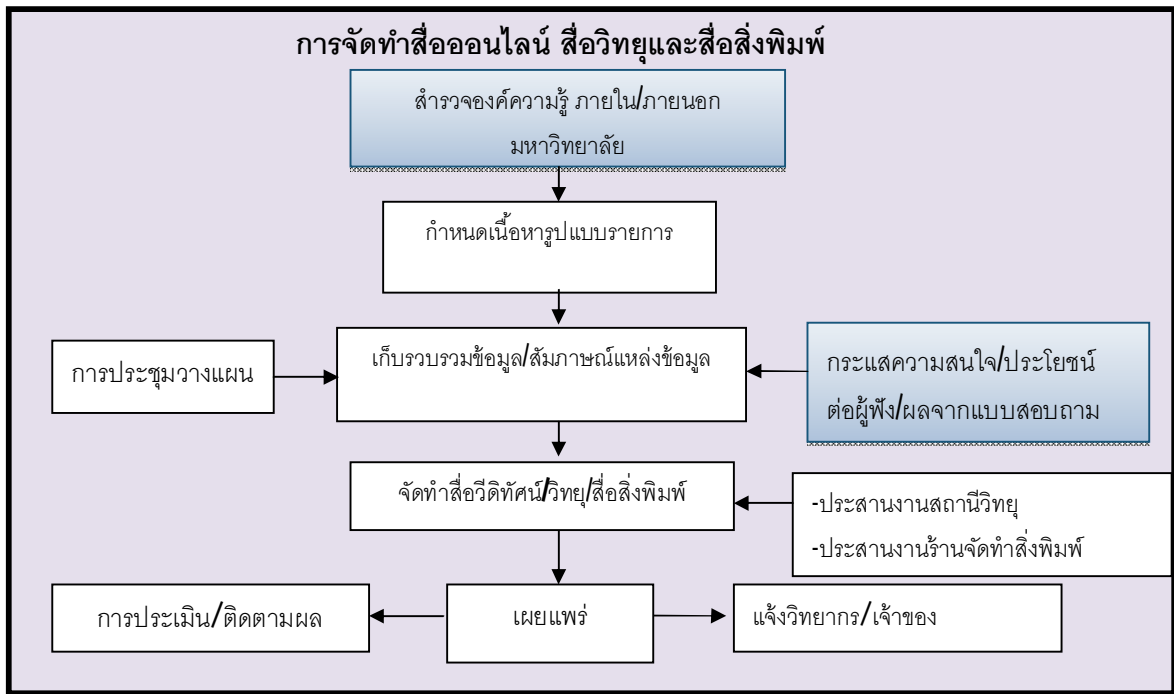 การจัดทำสื่อออนไลน์ สื่อวิทยุและสื่อสิ่งพิมพ์
สำรวจองค์ความรู้ ภายใน/ภายนอก
มหาวิทยาลัย
กำหนดเนื้อหารูปแบบรายการ
การประชุมวางแผน
เก็บรวบรวมข้อมูล/สัมภาษณ์แหล่งข้อมูล
กระแสความสนใจ/ประโยชน์
ต่อผู้ฟัง/ผลจากแบบสอบถาม
จัดทำสื่อวีดิทัศน์/วิทยุ/สื่อสิ่งพิมพ์
-ประสานงานสถานีวิทยุ
-ประสานงานร้านจัดทำสิ่งพิมพ์
การประเมิน/ติดตามผล
เผยแพร่
แจ้งวิทยากร/เจ้าของ